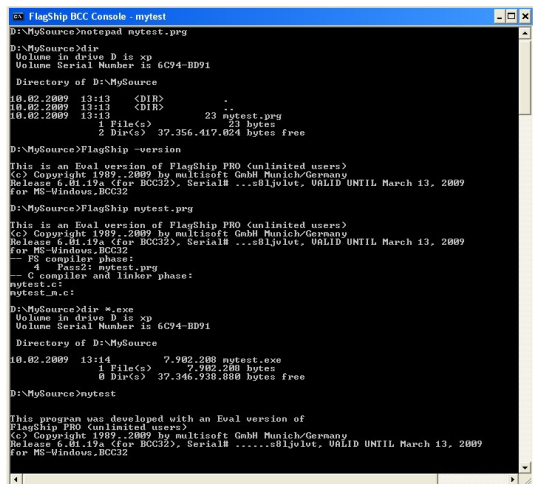 FlagShip BCC Console - mytest
D:\MySource>notepad mytest.prg
D:\MySource>dir
Volume in drive D is xp
Volume Serial Number is 6C94-BD91
Directory of D:\MySource
10.02.2009 13:13 <DIR> .
10.02.2009 13:13 <DIR> ..
10.02.2009 13:13 23 mytest.prg
1 File(s) 23 bytes
2 Dir(s) 37.356.417.024 bytes free
D:\MySource>FlagShip -version
This is an Eval version of FlagShip PRO (unlimited users)
(c) Copyright 1989..2009 by multisoft GmbH Munich/Germany
Release 6.01.19a (for BCC32), Serial# ...s8ljvlvt, VALID UNTIL March 13, 2009
for MS-Windows,BCC32
D:\MySource>FlagShip mytest.prg
This is an Eval version of FlagShip PRO (unlimited users)
(c) Copyright 1989..2009 by multisoft GmbH Munich/Germany
Release 6.01.19a (for BCC32), Serial# ...s8ljvlvt, VALID UNTIL March 13, 2009
for MS-Windows,BCC32
-- FS compiler phase:
4 Pass2: mytest.prg
-- C compiler and linker phase:
mytest.c:
mytest_m.c:
D:\MySource>dir *.exe
Volume in drive D is xp
Volume Serial Number is 6C94-BD91
Directory of D:\MySource
10.02.2009 13:14 7.902.208 mytest.exe
1 File(s) 7.902.208 bytes
0 Dir(s) 37.346.938.880 bytes free
D:\MySource>mytest
This program was developed with an Eval version of
FlagShip PRO (unlimited users)
(c) Copyright 1989..2009 by multisoft GmbH Munich/Germany
Release 6.01.19a (for BCC32), Serial# ......s8ljvlvt, VALID UNTIL March 13, 2009
for MS-Windows,BCC32